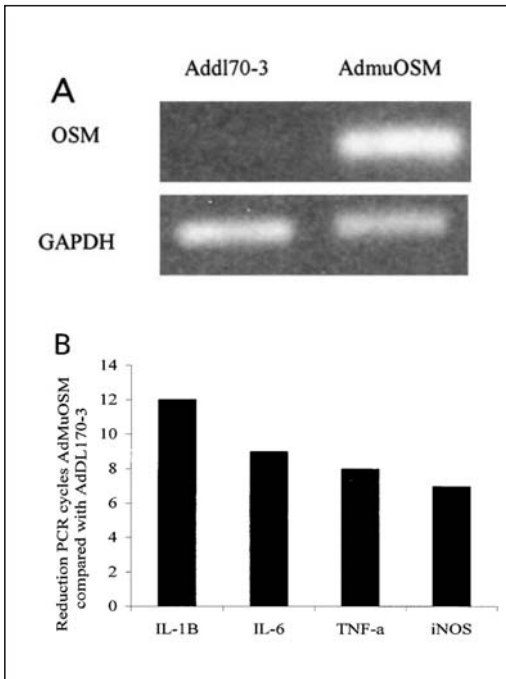 Addl70-3 AdmuOSM
A
OSM
GAPDH
B
Reduction PCR cycles AdMuOSM
compared with AdDL170-3
14
12
10
8
6
4
2
0
IL-1B IL-6 TNF-a iNOS